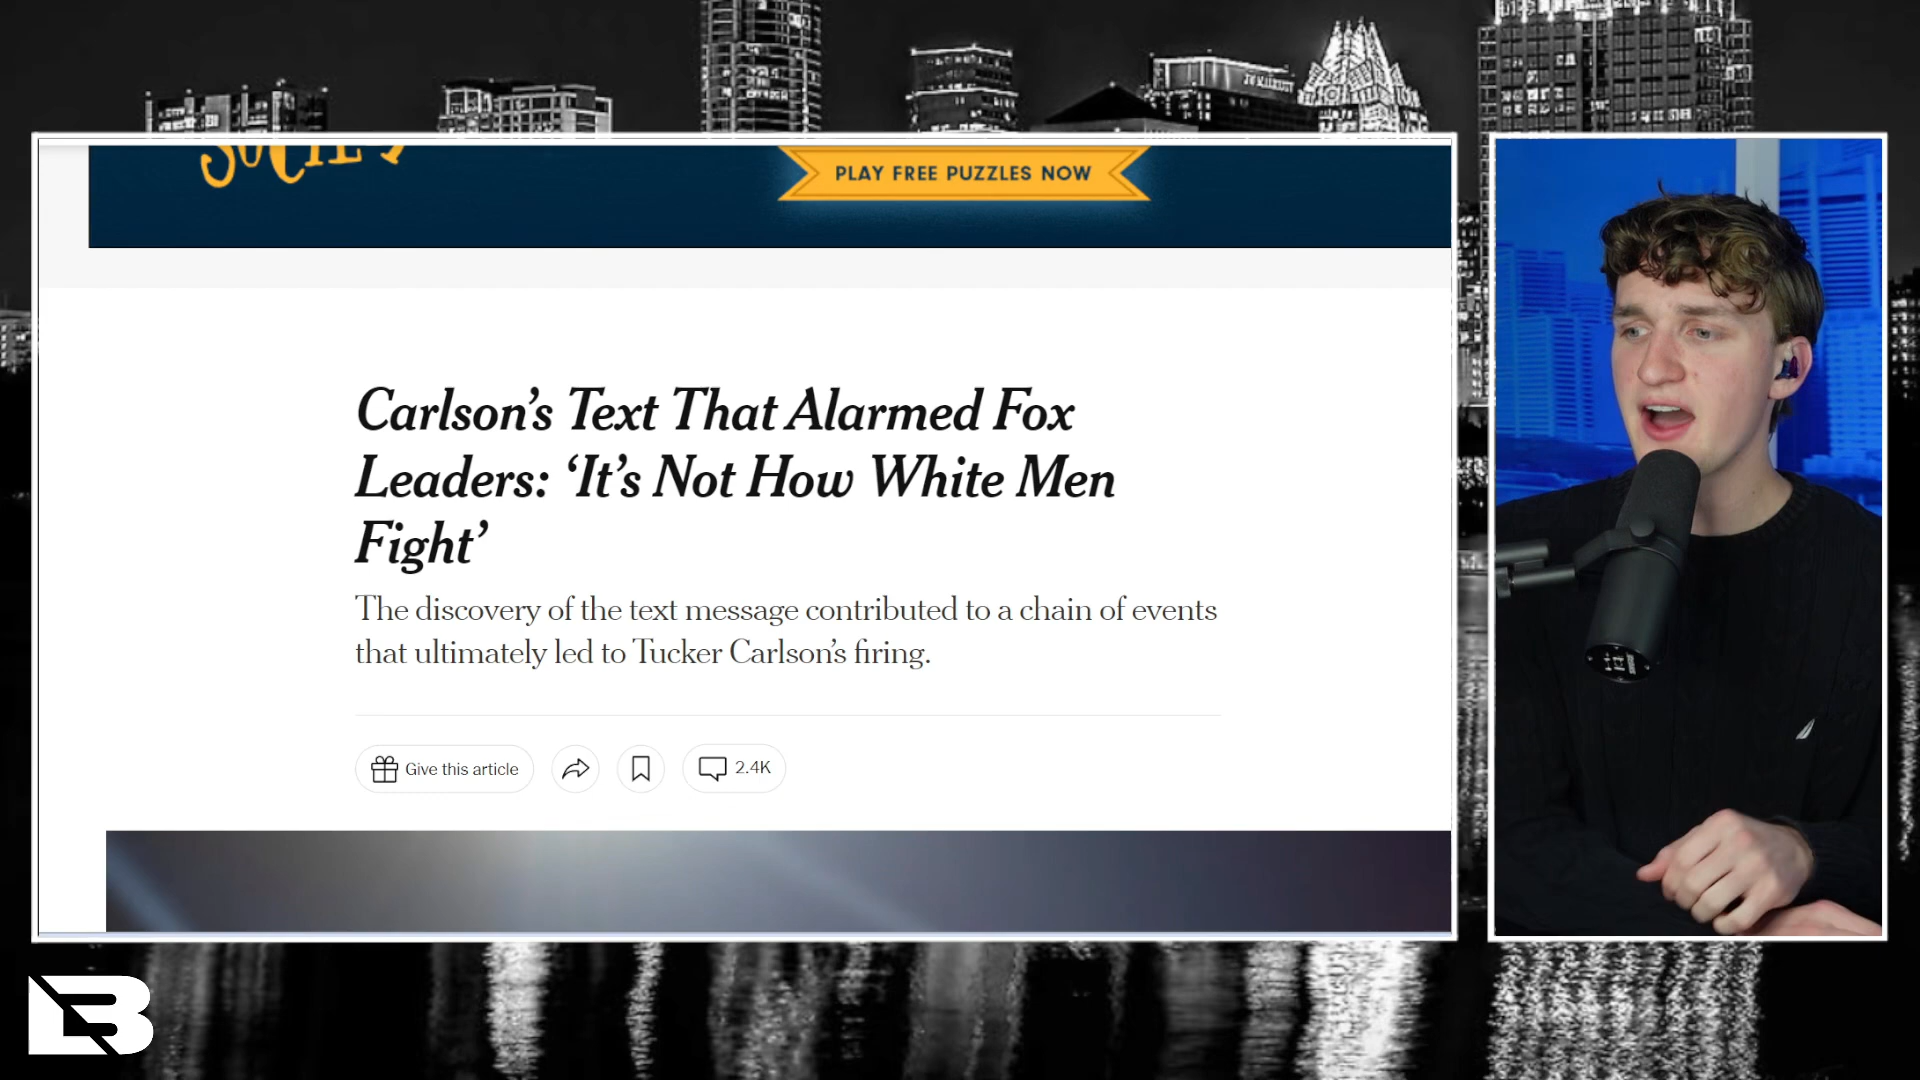 PLAY FREE PUZZLES NOW
Carlson's Text That Alarmed Fox
Leaders: ‘It's Not How White Men
Fight’
The discovery of the text message contributed to a chain of events
that ultimately led to Tucker Carlson's firing.
Give this article
2.4K